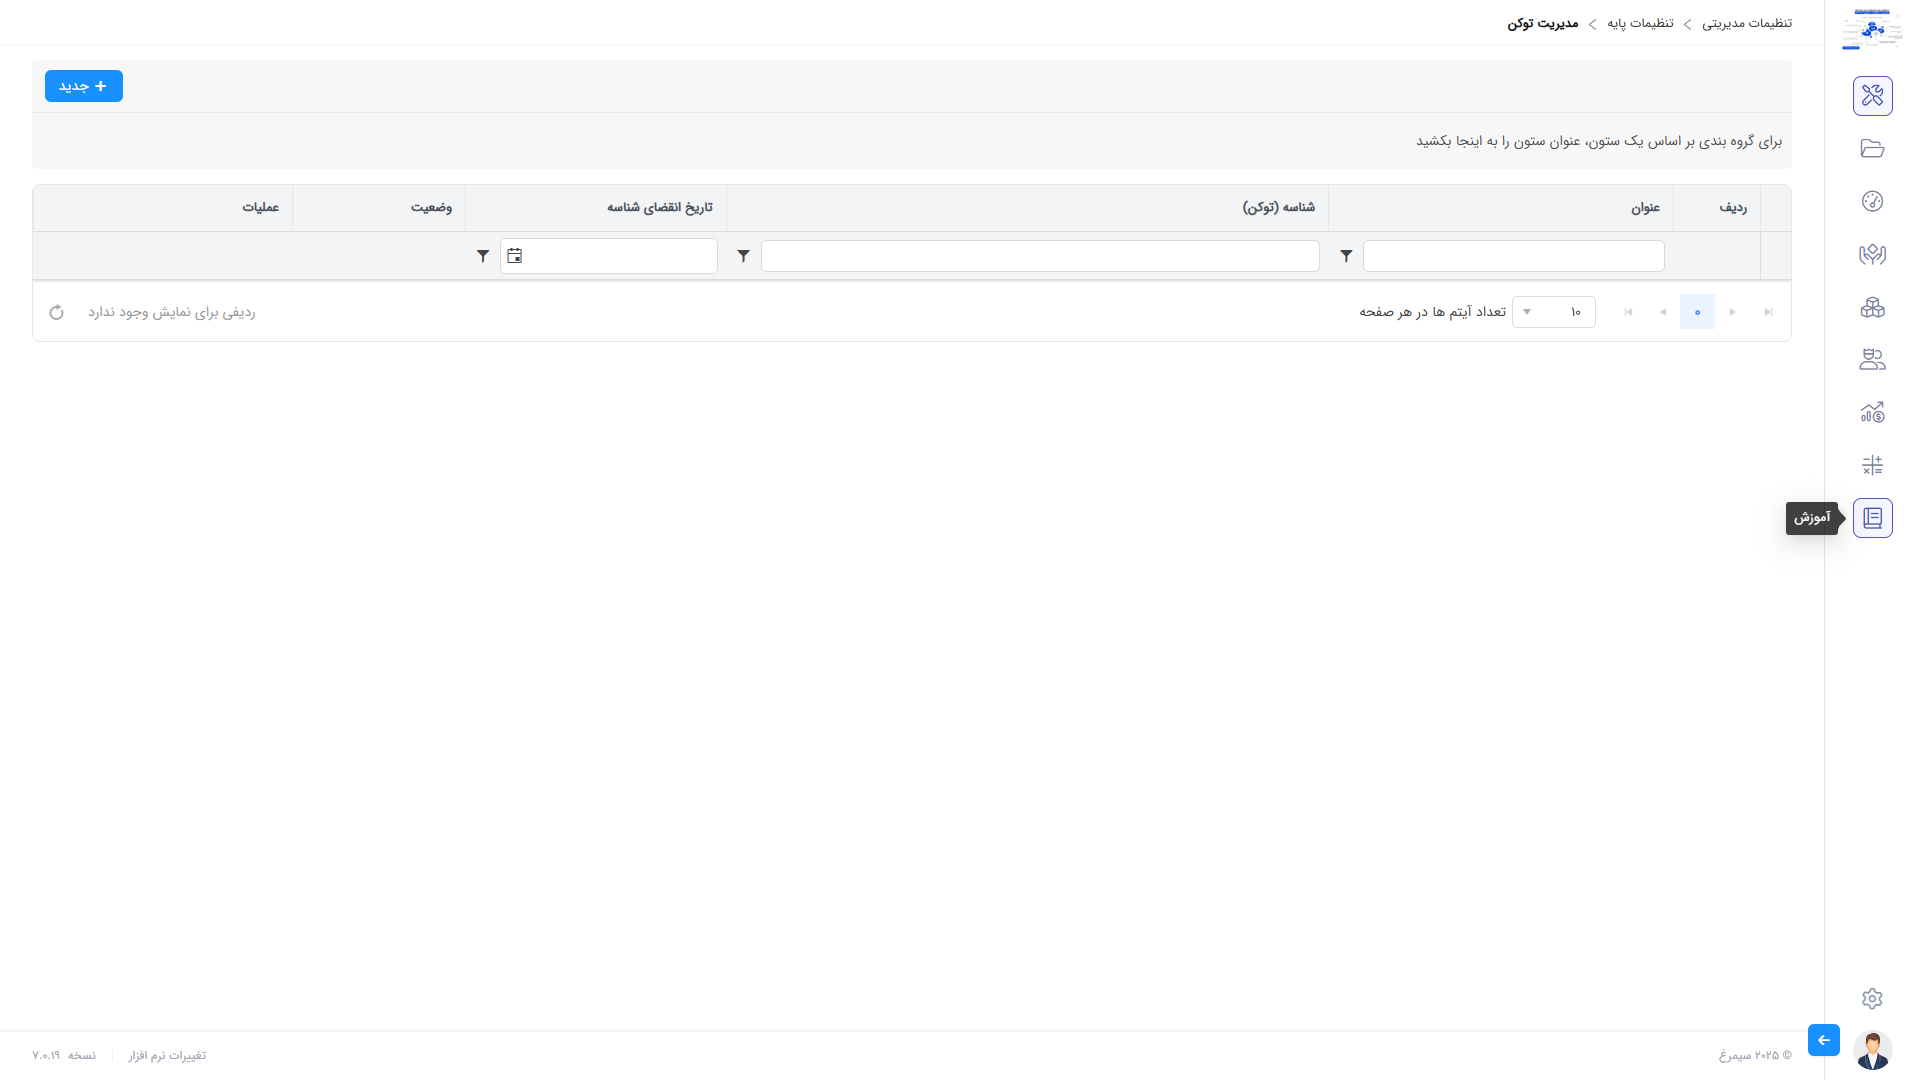 تنظیمات مدیریتی > تنظیمات پایه > مدیریت توکن
+ جدید
برای گروه بندی بر اساس یک ستون، عنوان ستون را به اینجا بکشید
ردیف عنوان شناسه (توکن) تاریخ انقضای شناسه وضعیت عملیات
۰ ۱۰ تعداد آیتم ها در هر صفحه ردیفی برای نمایش وجود ندارد
آموزش
© ۲۰۲۵ سیمرغ تغییرات نرم افزار نسخه ۷.۰.۱۹